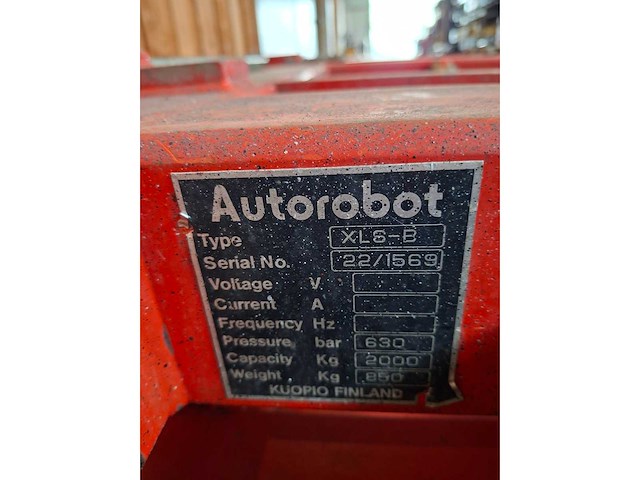 Autorobot
Type XLS-B
Serial No. 22/1569
Voltage V
Current A
Frequency Hz
Pressure bar 630
Capacity Kg 2000
Weight Kg 850
KUOPIO FINLAND